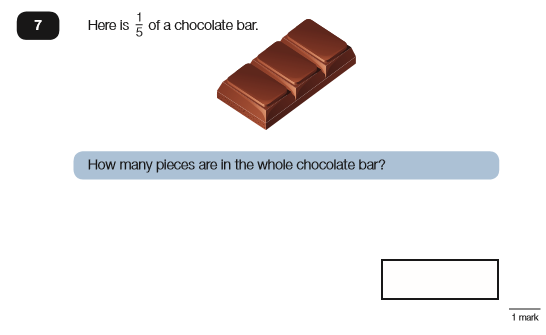 7
Here is 1/5 of a chocolate bar.
How many pieces are in the whole chocolate bar?
1 mark